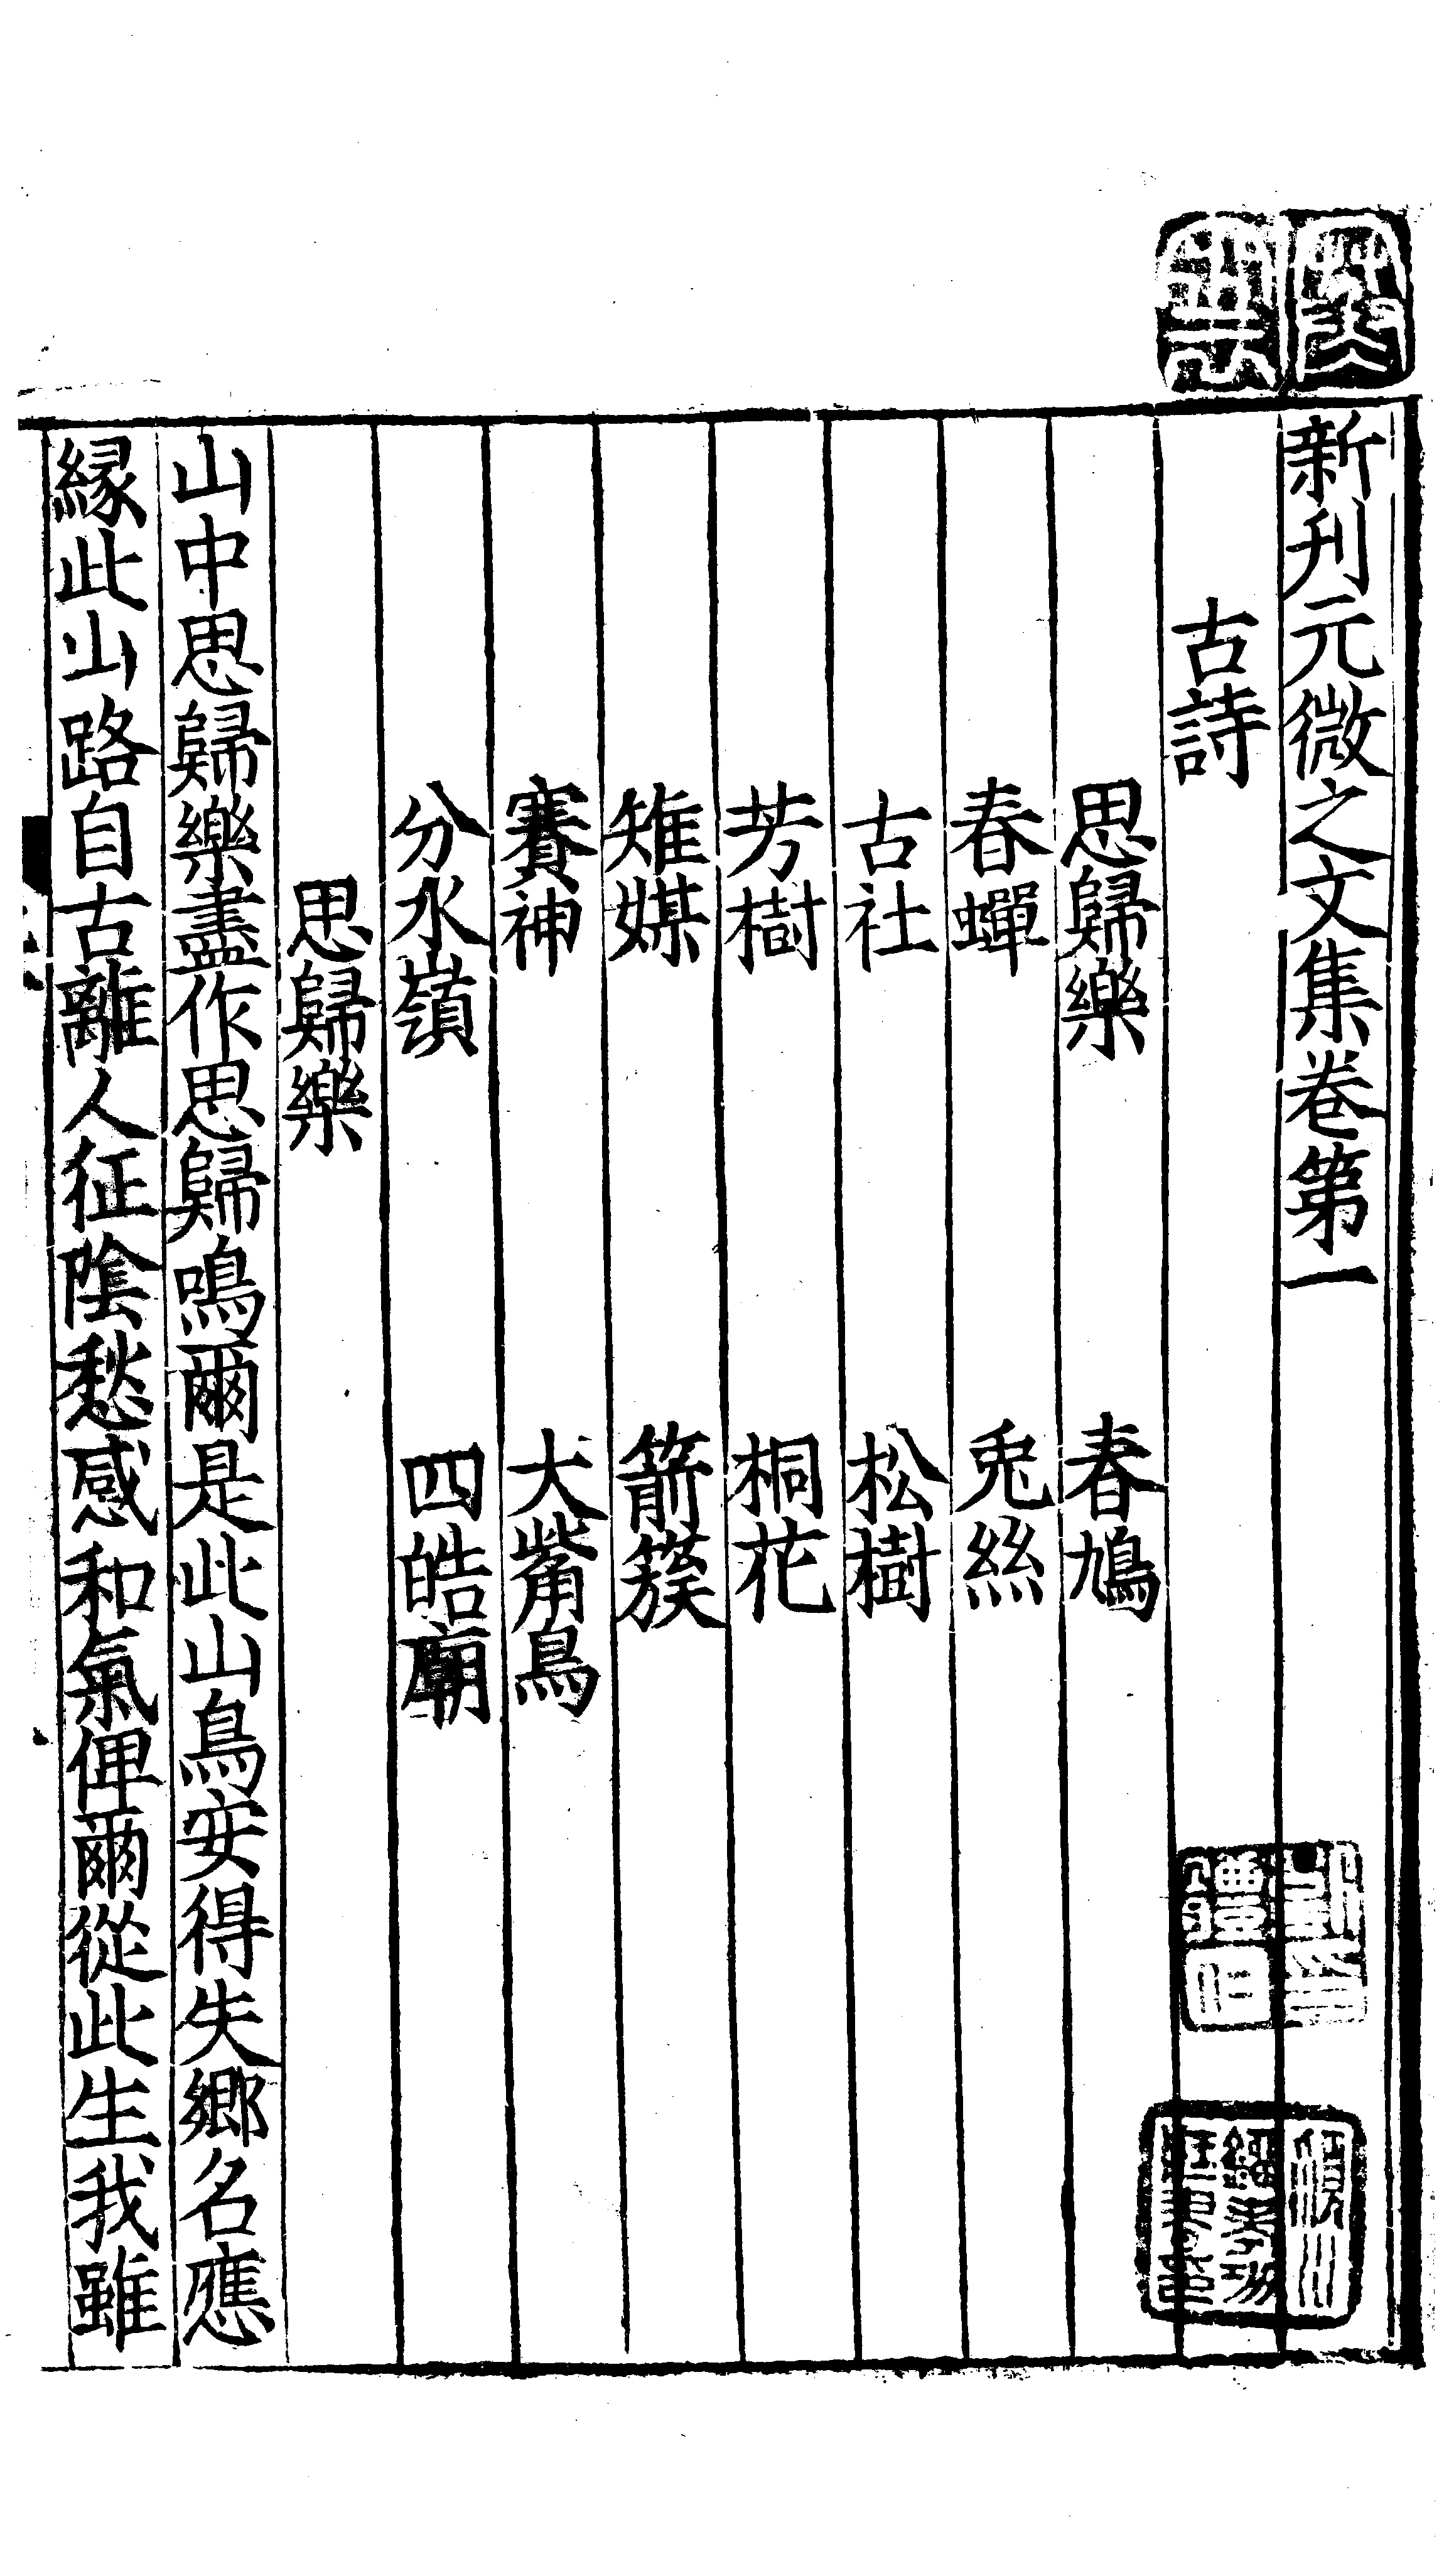 新刋元微之文集卷第一
古詩
思歸樂 春鳩
春蟬 兎絲
古社 松樹
芳樹 桐花
雉媒 箭簇
賽神 大觜烏
分水嶺 四皓廟
思歸樂
山中思歸樂盡作思歸鳴爾是此山鳥安得失鄉名應
縁此山路自古離人征陰愁感和氣俾爾從此生我雖